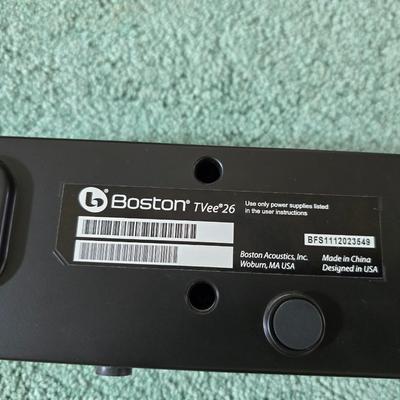 b Boston® TVee®26
Use only power supplies listed
in the user instructions
BFS1112023549
Boston Acoustics, Inc.
Woburn, MA USA
Made in China
Designed in USA